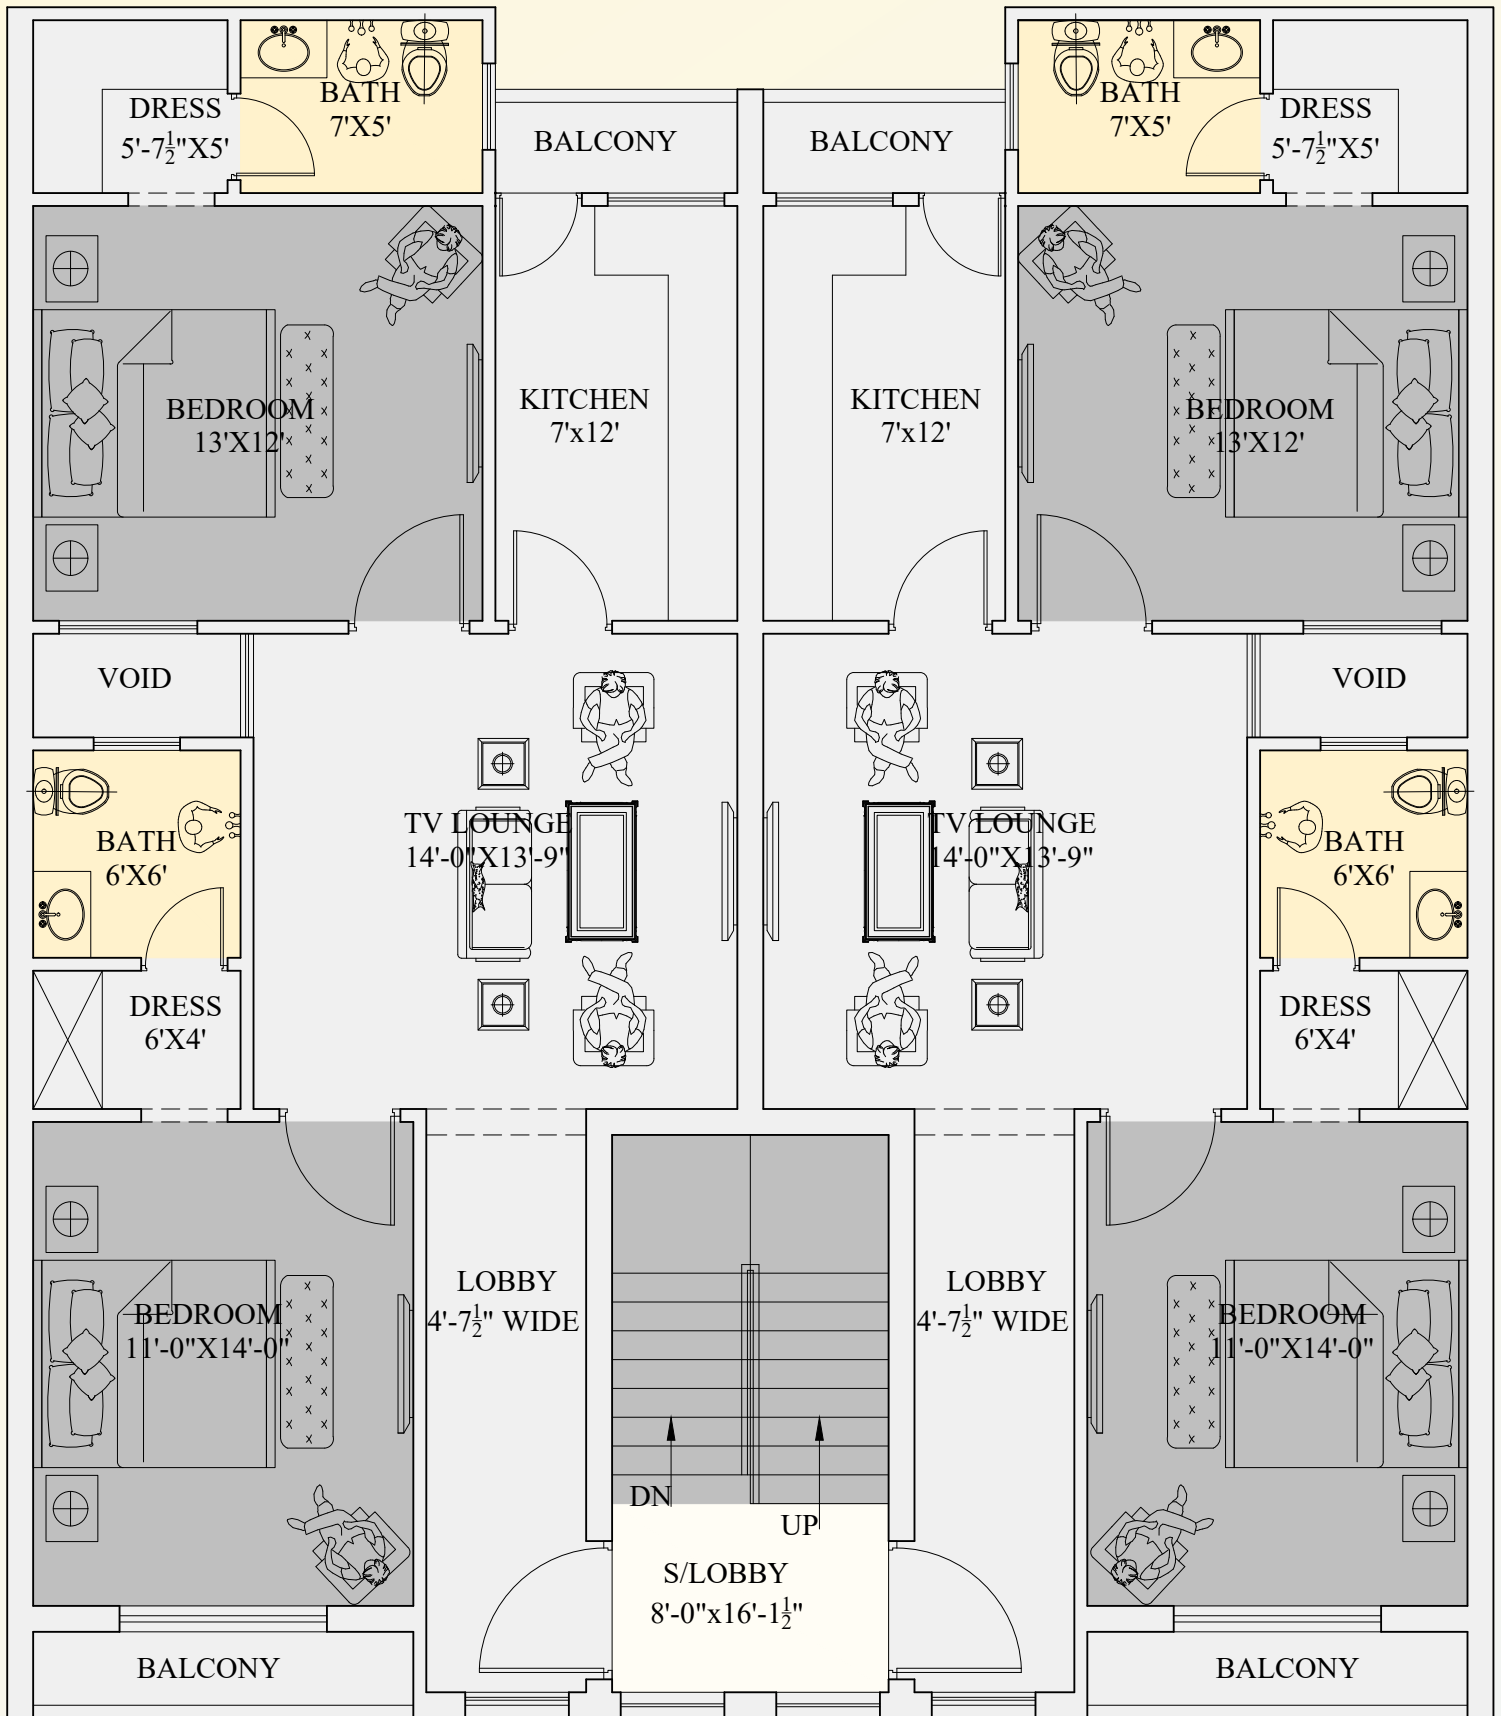 BATH
7'X5'
DRESS
5'-7½"X5'
BALCONY
BALCONY
BATH
7'X5'
DRESS
5'-7½"X5'
BEDROOM
13'X12'
KITCHEN
7'x12'
KITCHEN
7'x12'
BEDROOM
13'X12'
VOID
VOID
BATH
6'X6'
TV LOUNGE
14'-0"X13'-9"
TV LOUNGE
14'-0"X13'-9"
BATH
6'X6'
DRESS
6'X4'
DRESS
6'X4'
BEDROOM
11'-0"X14'-0"
LOBBY
4'-7½" WIDE
LOBBY
4'-7½" WIDE
BEDROOM
11'-0"X14'-0"
DN
UP
S/LOBBY
8'-0"x16'-1½"
BALCONY
BALCONY